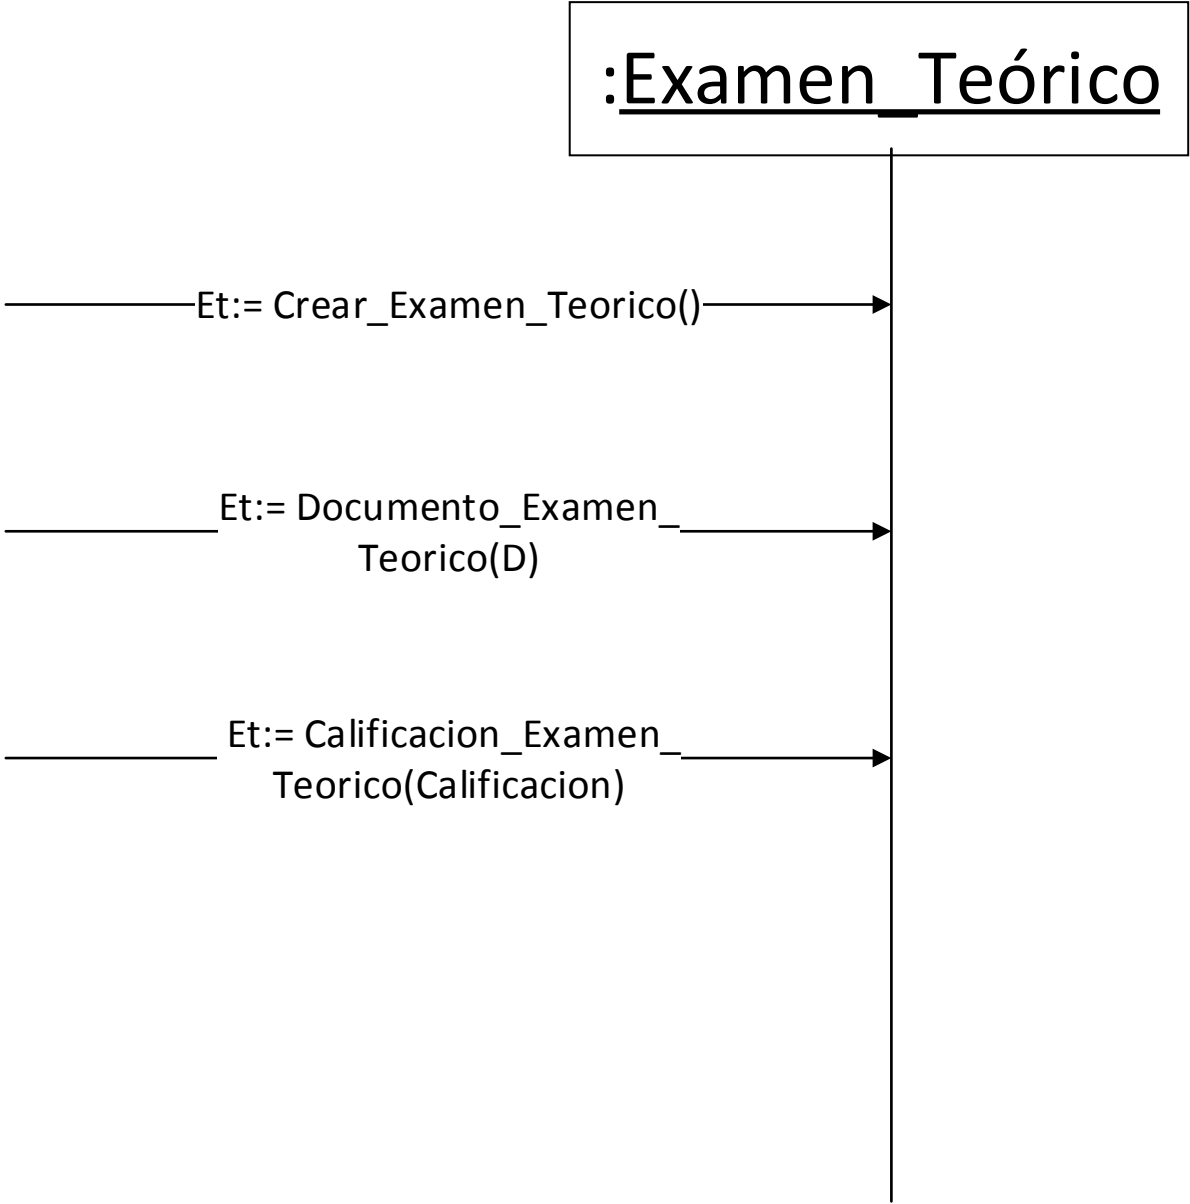 :Examen_Teórico
Et:= Crear_Examen_Teorico()
Et:= Documento_Examen_
Teorico(D)
Et:= Calificacion_Examen_
Teorico(Calificacion)